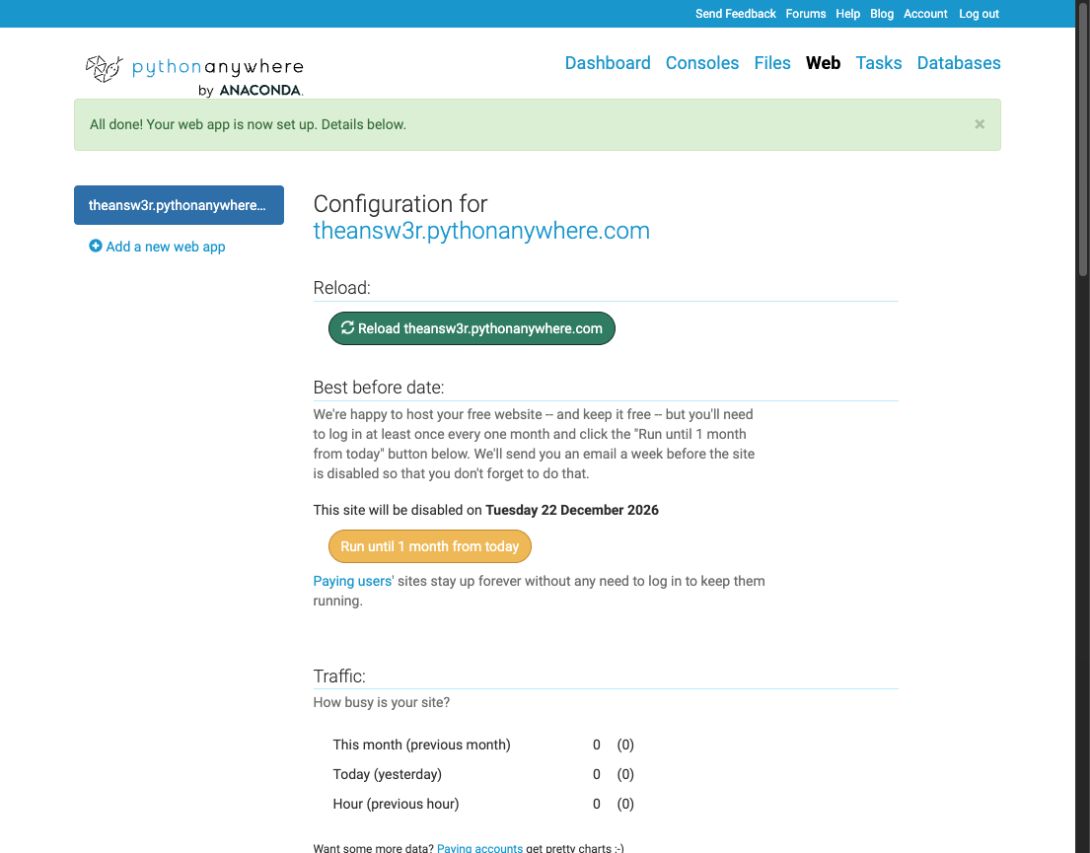 Send Feedback Forums Help Blog Account Log out
pythonanywhere
by ANACONDA.
Dashboard Consoles Files Web Tasks Databases
All done! Your web app is now set up. Details below. ×
theansw3r.pythonanywhere...
Add a new web app
Configuration for
theansw3r.pythonanywhere.com
Reload:
Reload theansw3r.pythonanywhere.com
Best before date:
We're happy to host your free website -- and keep it free -- but you'll need
to log in at least once every one month and click the "Run until 1 month
from today" button below. We'll send you an email a week before the site
is disabled so that you don't forget to do that.
This site will be disabled on Tuesday 22 December 2026
Run until 1 month from today
Paying users' sites stay up forever without any need to log in to keep them
running.
Traffic:
How busy is your site?
This month (previous month) 0 (0)
Today (yesterday) 0 (0)
Hour (previous hour) 0 (0)
Want some more data? Paying accounts get pretty charts ;-)